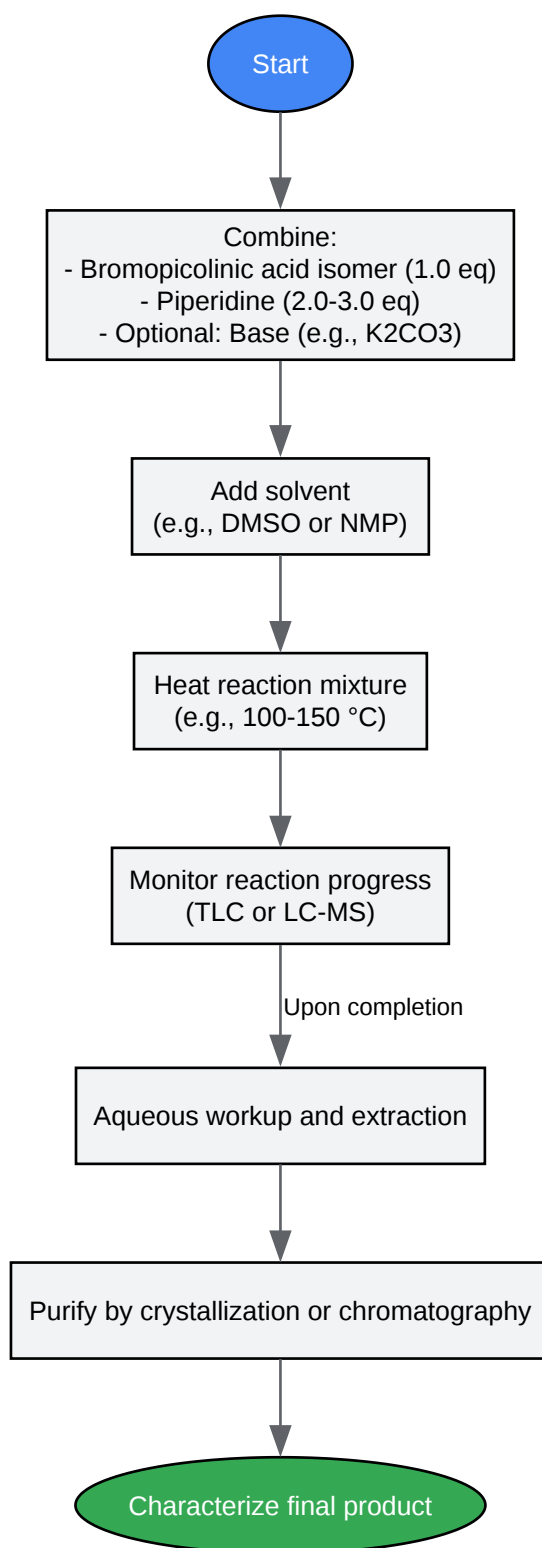 Start
Combine:
- Bromopicolinic acid isomer (1.0 eq)
- Piperidine (2.0-3.0 eq)
- Optional: Base (e.g., K2CO3)
Add solvent
(e.g., DMSO or NMP)
Heat reaction mixture
(e.g., 100-150 °C)
Monitor reaction progress
(TLC or LC-MS)
Upon completion
Aqueous workup and extraction
Purify by crystallization or chromatography
Characterize final product